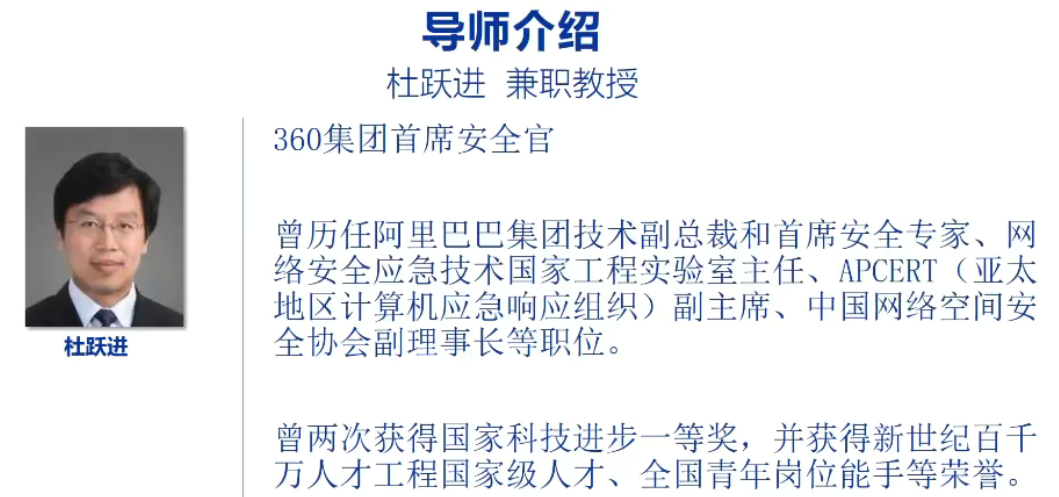 导师介绍
杜跃进 兼职教授
360集团首席安全官
曾历任阿里巴巴集团技术副总裁和首席安全专家、网
络安全应急技术国家工程实验室主任、APCERT（亚太
地区计算机应急响应组织）副主席、中国网络空间安
全协会副理事长等职位。
曾两次获得国家科技进步一等奖，并获得新世纪百千
万人才工程国家级人才、全国青年岗位能手等荣誉。
杜跃进